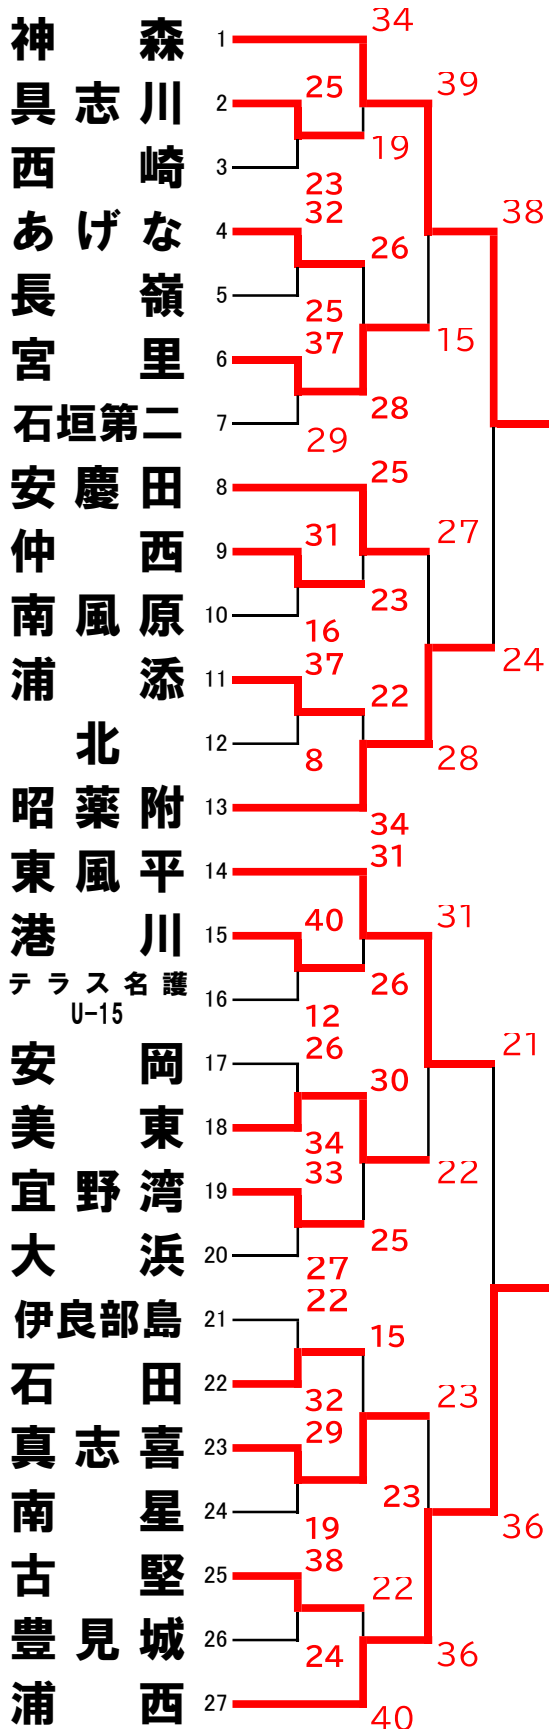 34
神森 1
25 39
具志川 2
19
西崎 3
23
32 38
あげな 4
26
長嶺 5
25
37 15
宮里 6
28
石垣第二 7
29
25
安慶田 8
31 27
仲西 9
23
南風原 10
16
37 24
浦添 11
22
北 12
8 28
昭薬附 13
34
31
東風平 14
40 31
港川 15
26
テラス名護 16
U-15
12
26 21
安岡 17
30
美東 18
34
33 22
宜野湾 19
25
大浜 20
27
22
伊良部島 21
15
石田 22
32 23
29
真志喜 23
23
南星 24
19 36
38
古堅 25
22
豊見城 26
24 36
浦西 27
40